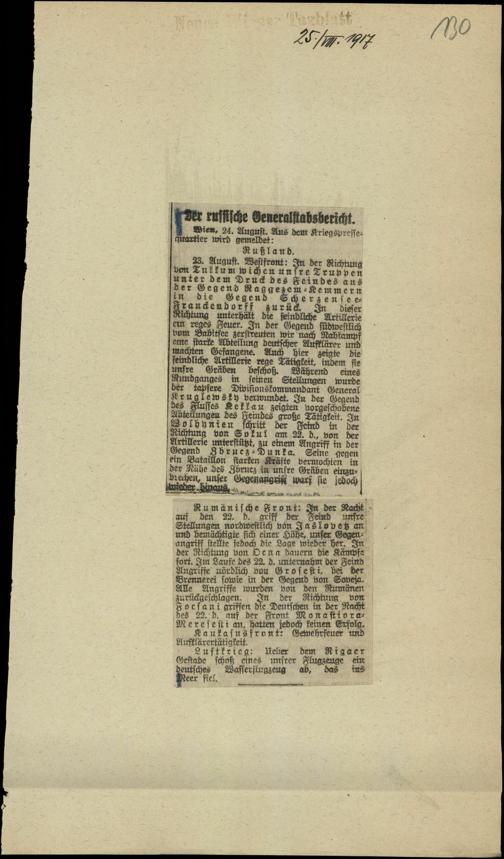 Neues Wiener Tagblatt
25./VIII. 1917
130
Der russische Generalstabsbericht.
Wien, 24. August. Aus dem Kriegspresse-
quartier wird gemeldet:
Rußland.
23. August. Westfront: In der Richtung
von Tukkum wichen unsre Truppen
unter dem Druck des Feindes aus
der Gegend Raggezem-Kemmern
in die Gegend Scherzensee-
Franckendorff zurück. In dieser
Richtung unterhält die feindliche Artillerie
ein reges Feuer. In der Gegend südwestlich
vom Babitsee zerstreuten wir nach Nahkampf
eine starke Abteilung deutscher Aufklärer und
machten Gefangene. Auch hier zeigte die
feindliche Artillerie rege Tätigkeit, indem sie
unsre Gräben beschoß. Während eines
Rundganges in seinen Stellungen wurde
der tapfere Divisionskommandant General
Kruglewsky verwundet. In der Gegend
des Flusses Kekkau zeigten vorgeschobene
Abteilungen des Feindes große Tätigkeit. In
Wolhynien schritt der Feind in der
Richtung von Sokul am 22. d., von der
Artillerie unterstützt, zu einem Angriff in der
Gegend Zbrucz-Dunka. Seine gegen
ein Bataillon starken Kräfte vermochten in
der Nähe des Zbrucz in unsre Gräben einzu-
brechen, unser Gegenangriff warf sie jedoch
wieder hinaus.
Rumänische Front: In der Nacht
auf den 22. d. griff der Feind unsre
Stellungen nordwestlich von Jaslovetz an
und bemächtigte sich einer Höhe, unser Gegen-
angriff stellte jedoch die Lage wieder her. In
der Richtung von Ocna dauern die Kämpfe
fort. Im Laufe des 22. d. unternahm der Feind
Angriffe nördlich von Grosesti, bei der
Brennerei sowie in der Gegend von Soveja.
Alle Angriffe wurden von den Rumänen
zurückgeschlagen. In der Richtung von
Focsani griffen die Deutschen in der Nacht
des 22. d. auf der Front Monastiora-
Meresesti an, hatten jedoch keinen Erfolg.
Kaukasusfront: Gewehrfeuer und
Aufklärertätigkeit.
Luftkrieg: Ueber dem Rigaer
Gestade schoß eines unsrer Flugzeuge ein
deutsches Wasserflugzeug ab, das ins
Meer fiel.